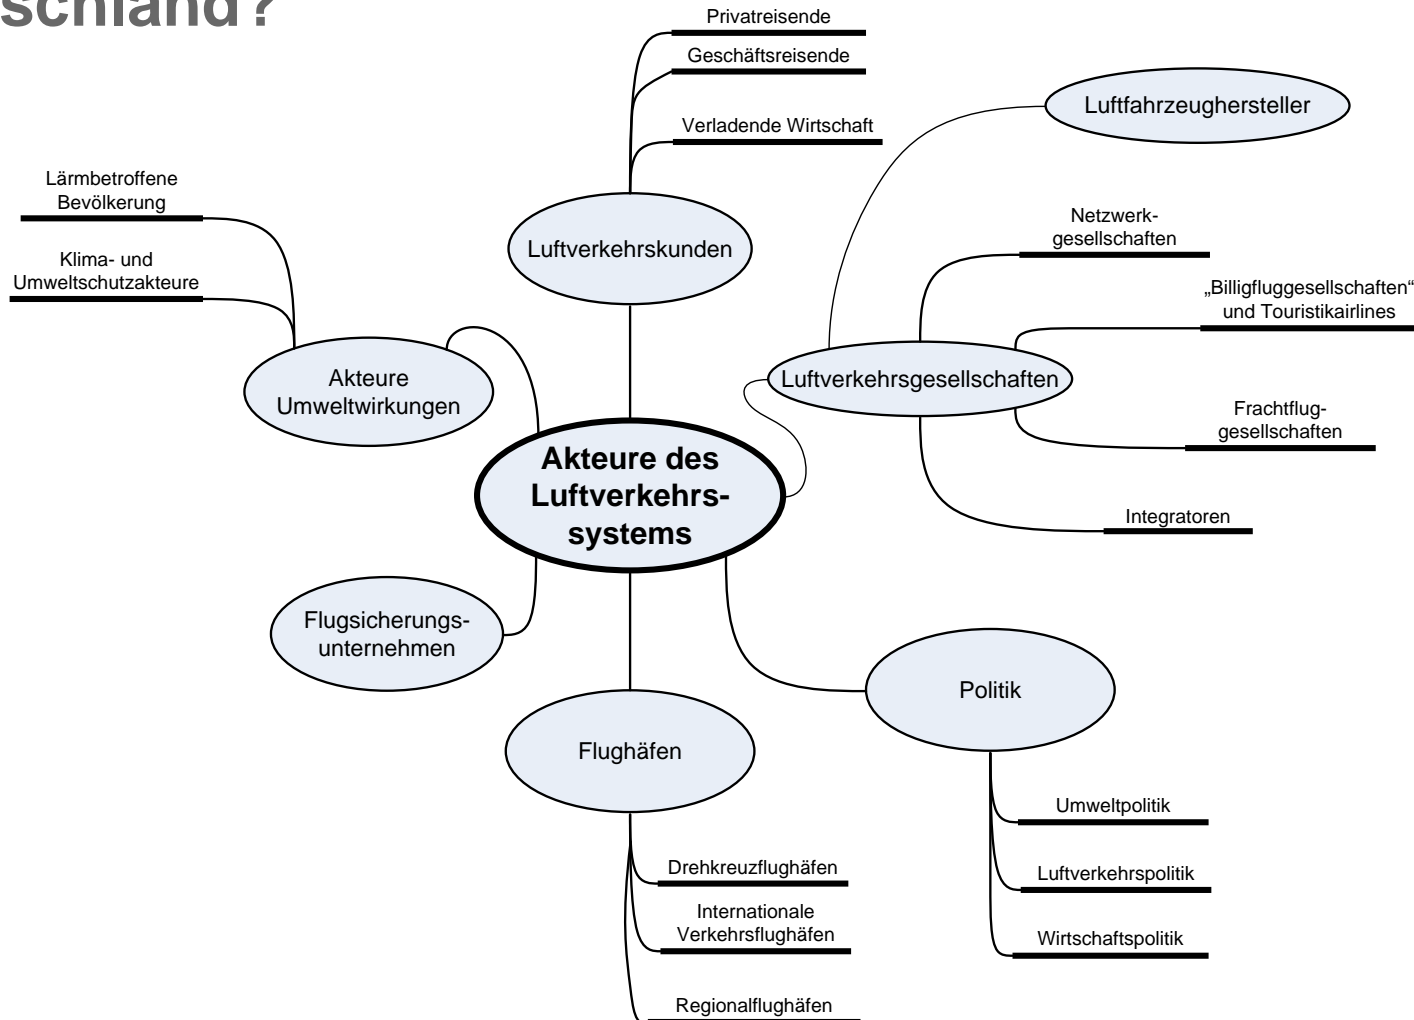 schland?
Privatreisende
Geschäftsreisende
Verladende Wirtschaft
Luftfahrzeughersteller
Lärmbetroffene
Bevölkerung
Klima- und
Umweltschutzakteure
Luftverkehrskunden
Netzwerk-
gesellschaften
„Billigfluggesellschaften“
und Touristikairlines
Akteure
Umweltwirkungen
Luftverkehrsgesellschaften
Frachtflug-
gesellschaften
Integratoren
Akteure des
Luftverkehrs-
systems
Flugsicherungs-
unternehmen
Flughäfen
Politik
Umweltpolitik
Luftverkehrspolitik
Wirtschaftspolitik
Drehkreuzflughäfen
Internationale
Verkehrsflughäfen
Regionalflughäfen